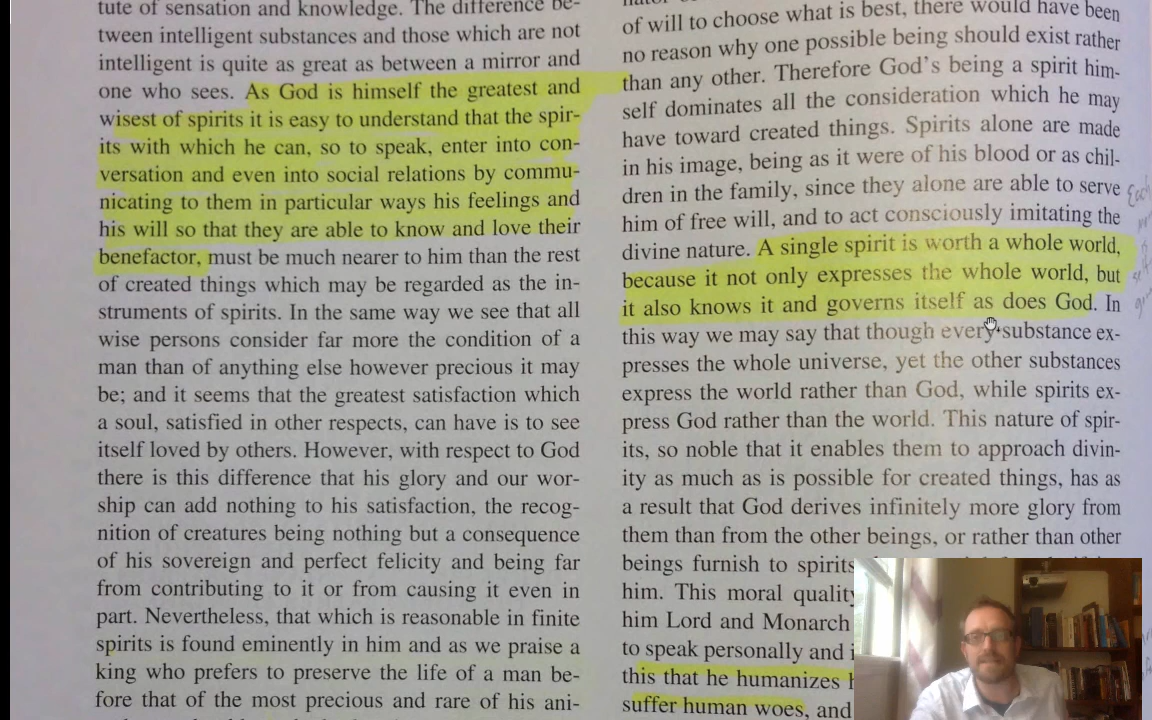 tute of sensation and knowledge. The difference be-
tween intelligent substances and those which are not
intelligent is quite as great as between a mirror and
one who sees. As God is himself the greatest and
wisest of spirits it is easy to understand that the spir-
its with which he can, so to speak, enter into con-
versation and even into social relations by commu-
nicating to them in particular ways his feelings and
his will so that they are able to know and love their
benefactor, must be much nearer to him than the rest
of created things which may be regarded as the in-
struments of spirits. In the same way we see that all
wise persons consider far more the condition of a
man than of anything else however precious it may
be; and it seems that the greatest satisfaction which
a soul, satisfied in other respects, can have is to see
itself loved by others. However, with respect to God
there is this difference that his glory and our wor-
ship can add nothing to his satisfaction, the recog-
nition of creatures being nothing but a consequence
of his sovereign and perfect felicity and being far
from contributing to it or from causing it even in
part. Nevertheless, that which is reasonable in finite
spirits is found eminently in him and as we praise a
king who prefers to preserve the life of a man be-
fore that of the most precious and rare of his ani-
of will to choose what is best, there would have been
no reason why one possible being should exist rather
than any other. Therefore God's being a spirit him-
self dominates all the consideration which he may
have toward created things. Spirits alone are made
in his image, being as it were of his blood or as chil-
dren in the family, since they alone are able to serve
him of free will, and to act consciously imitating the
divine nature. A single spirit is worth a whole world,
because it not only expresses the whole world, but
it also knows it and governs itself as does God. In
this way we may say that though every substance ex-
presses the whole universe, yet the other substances
express the world rather than God, while spirits ex-
press God rather than the world. This nature of spir-
its, so noble that it enables them to approach divin-
ity as much as is possible for created things, has as
a result that God derives infinitely more glory from
them than from the other beings, or rather than other
beings furnish to spirits
him. This moral quality
him Lord and Monarch
to speak personally and
this that he humanizes
suffer human woes, and